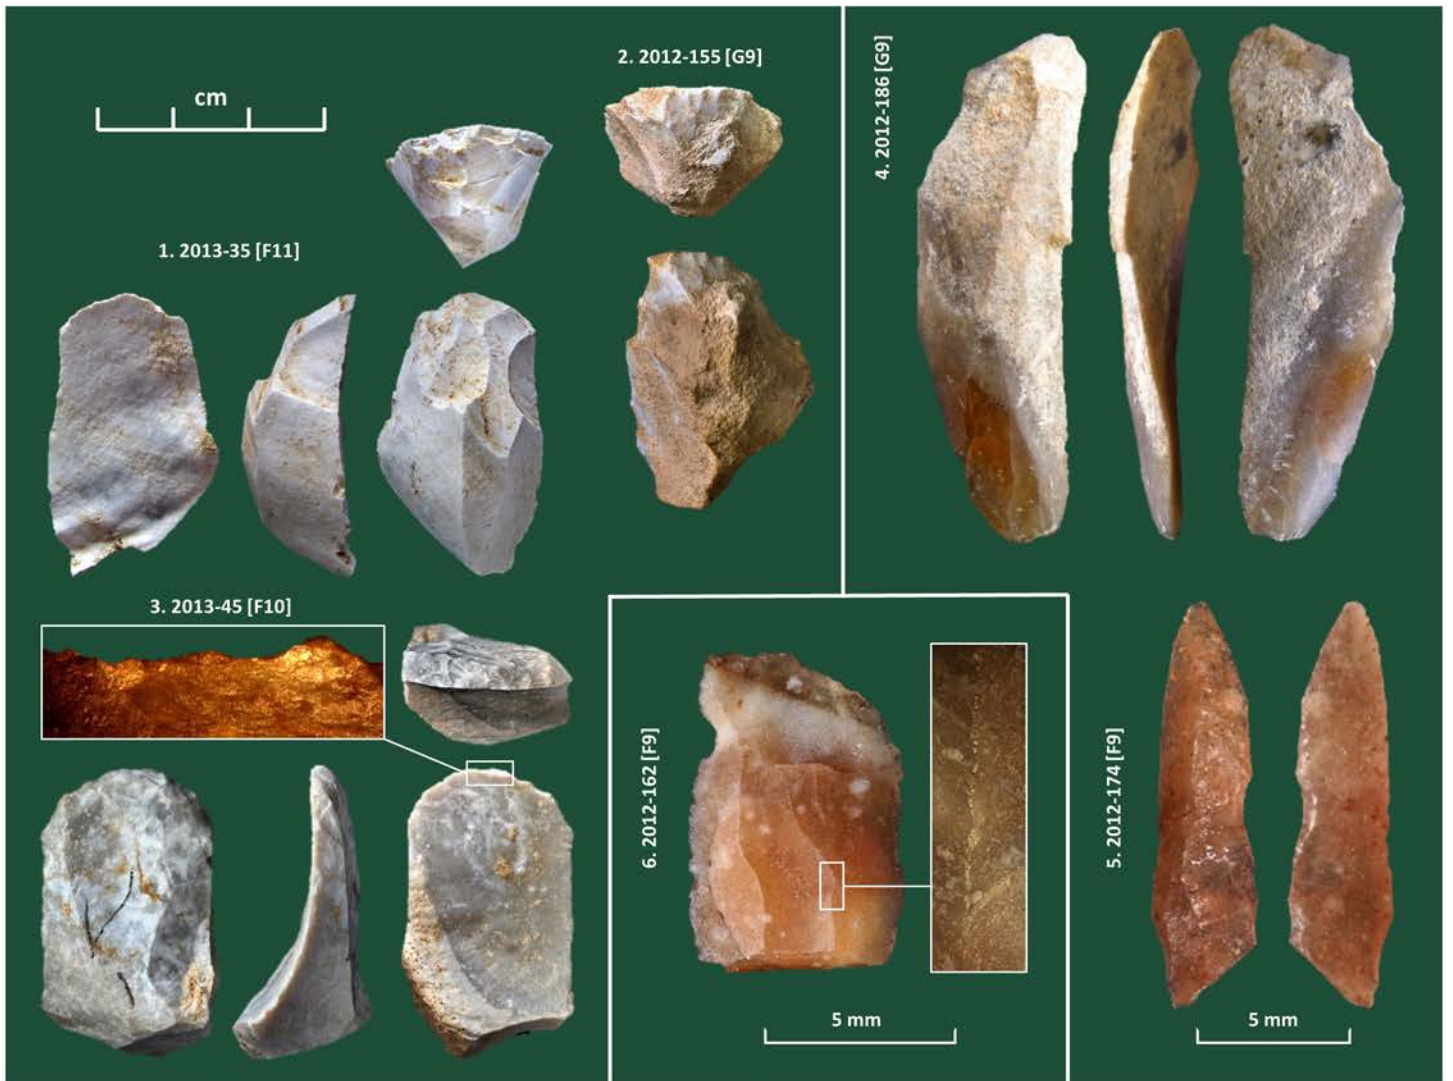 cm
2. 2012-155 [G9]
1. 2013-35 [F11]
3. 2013-45 [F10]
4. 2012-186 [G9]
6. 2012-162 [F9]
5 mm
5. 2012-174 [F9]
5 mm